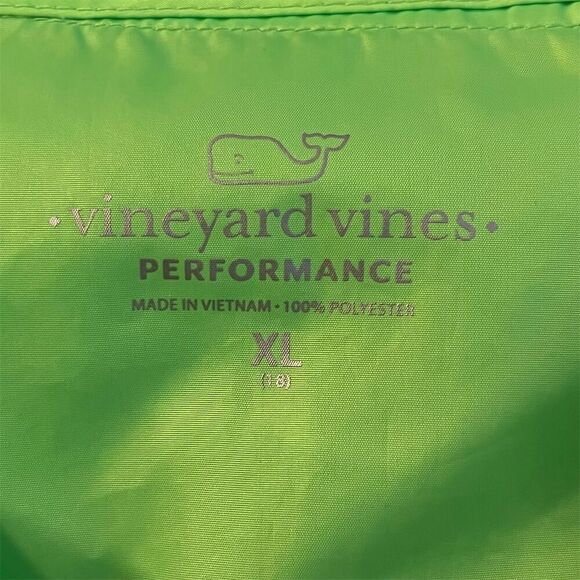 • vineyard vines •
PERFORMANCE
MADE IN VIETNAM • 100% POLYESTER
XL
(18)